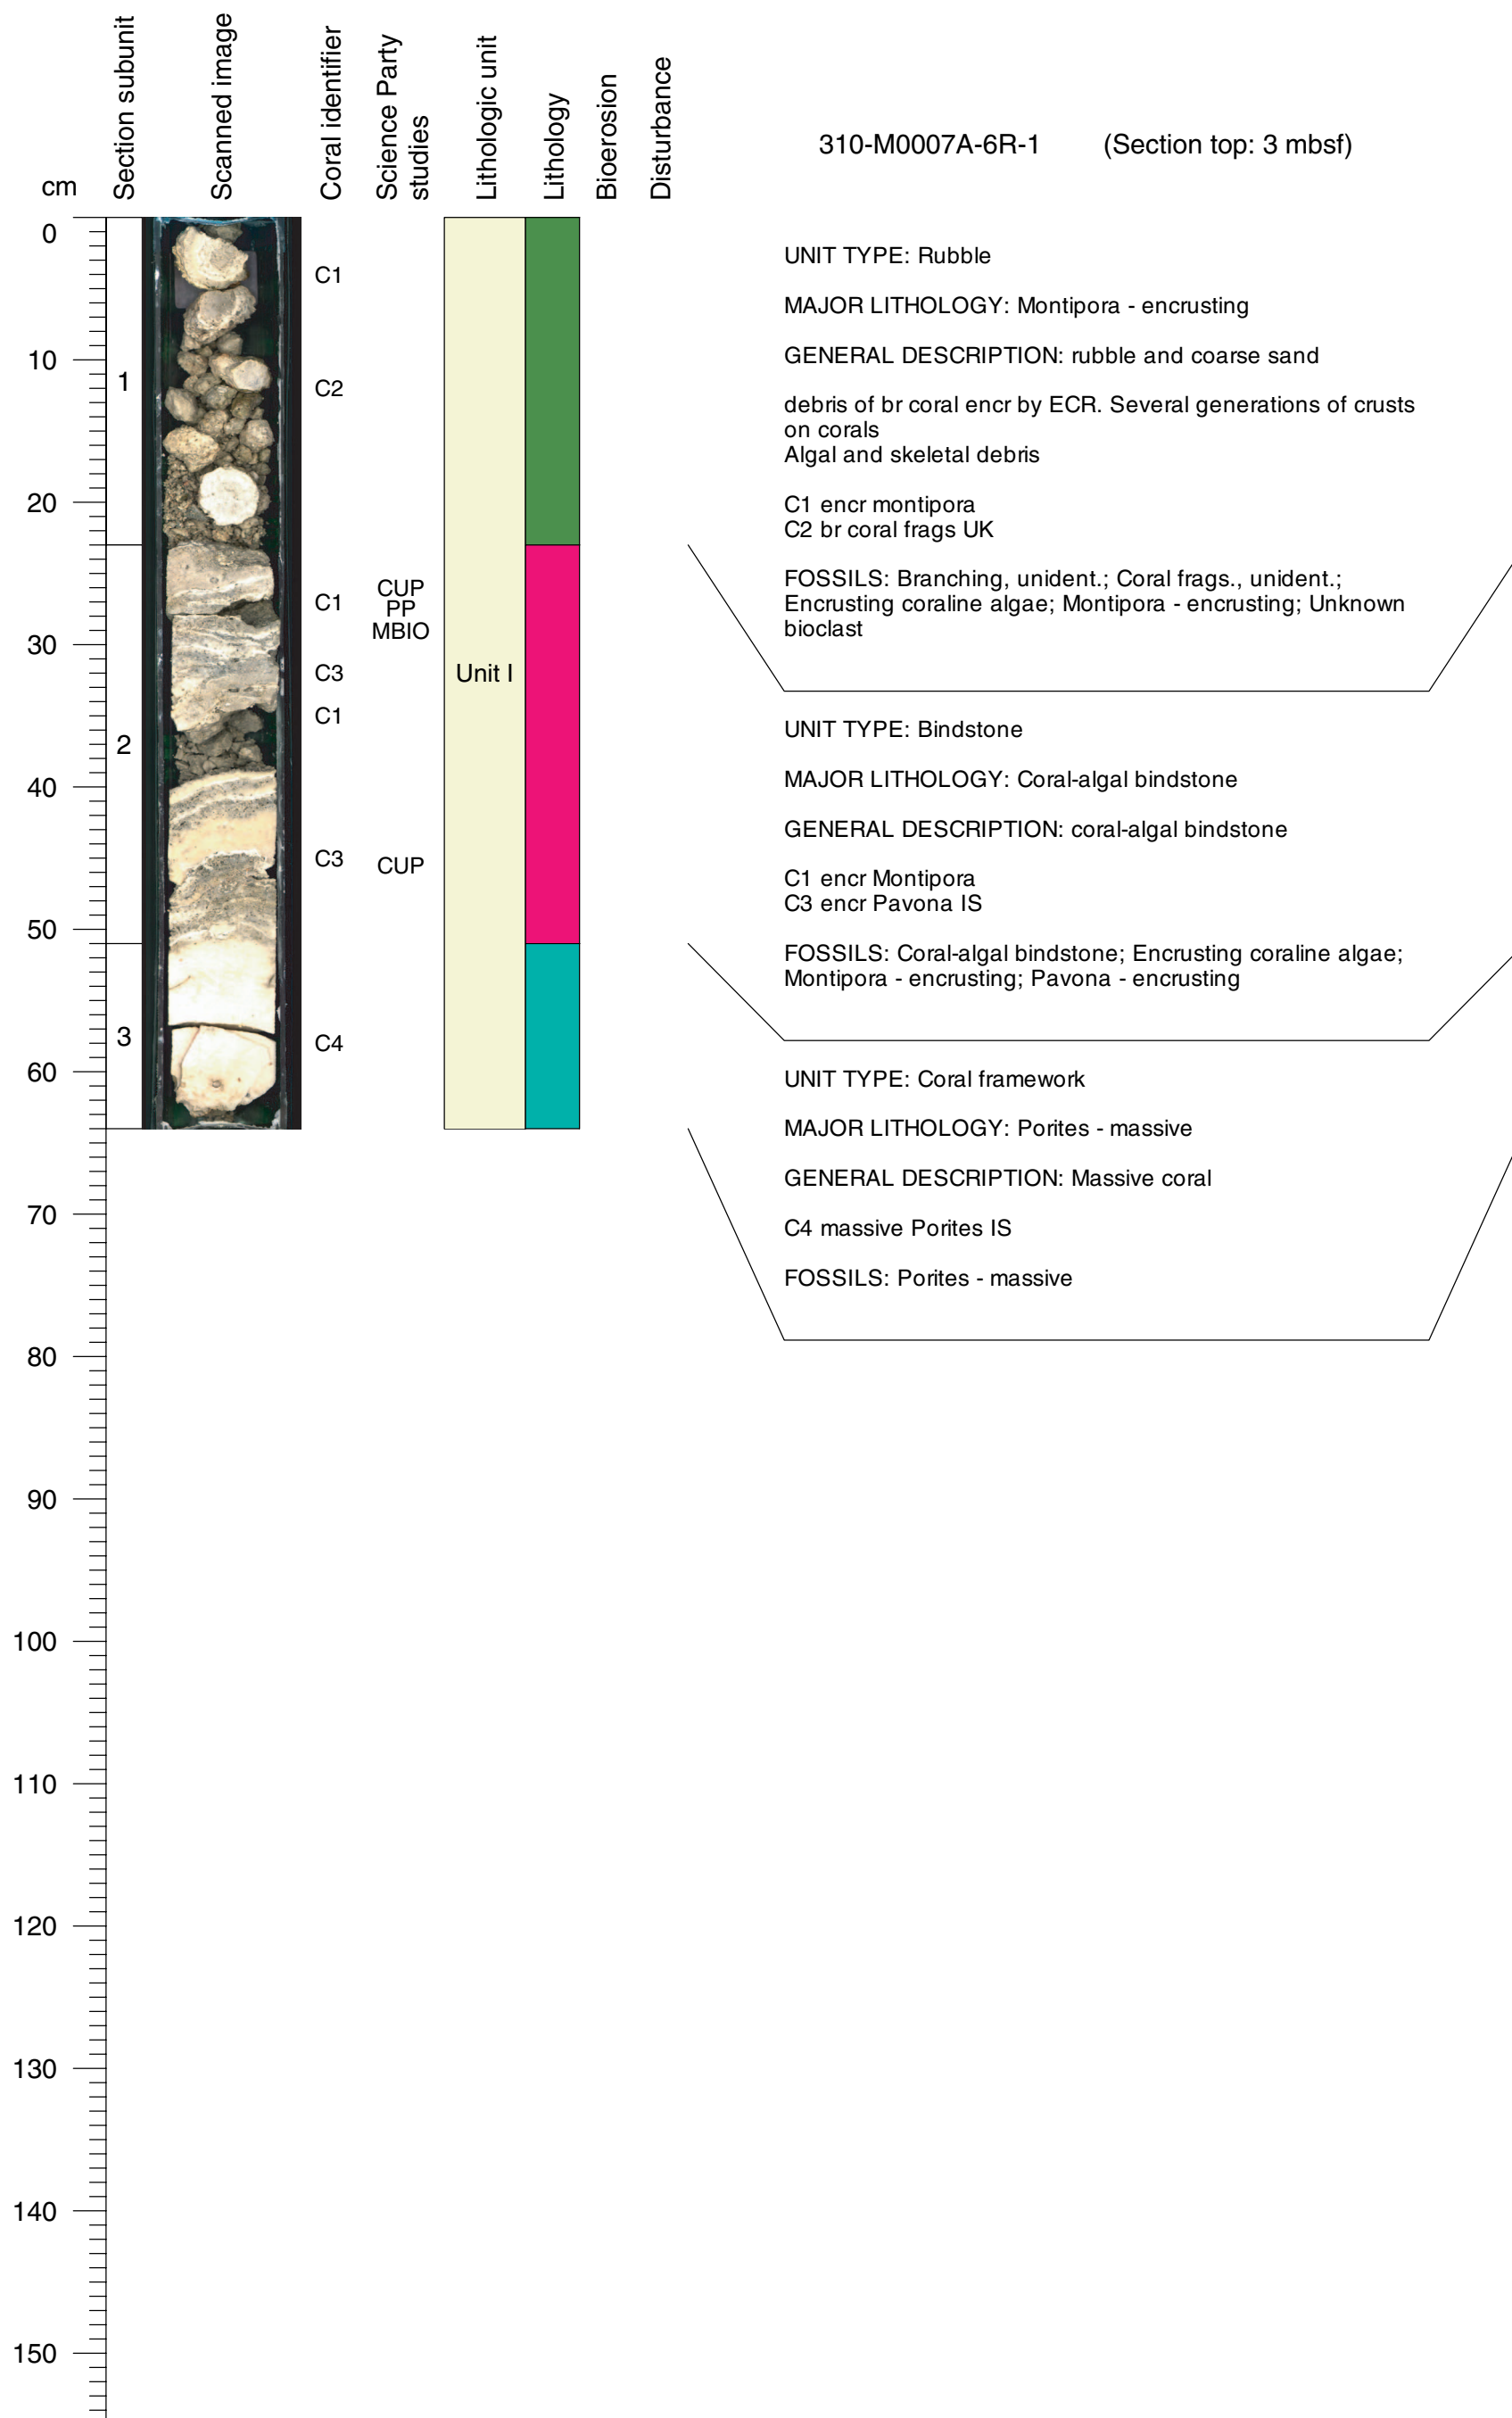 cm
Section subunit
Scanned image
Coral identifier
Science Party
studies
Lithologic unit
Lithology
Bioerosion
Disturbance
310-M0007A-6R-1 (Section top: 3 mbsf)
0
10
20
30
40
50
60
70
80
90
100
110
120
130
140
150
1
2
3
C1
C2
C1
C3
C1
C3
C4
CUP
PP
MBIO
CUP
Unit I
UNIT TYPE: Rubble
MAJOR LITHOLOGY: Montipora - encrusting
GENERAL DESCRIPTION: rubble and coarse sand
debris of br coral encr by ECR. Several generations of crusts
on corals
Algal and skeletal debris
C1 encr montipora
C2 br coral frags UK
FOSSILS: Branching, unident.; Coral frags., unident.;
Encrusting coraline algae; Montipora - encrusting; Unknown
bioclast
UNIT TYPE: Bindstone
MAJOR LITHOLOGY: Coral-algal bindstone
GENERAL DESCRIPTION: coral-algal bindstone
C1 encr Montipora
C3 encr Pavona IS
FOSSILS: Coral-algal bindstone; Encrusting coraline algae;
Montipora - encrusting; Pavona - encrusting
UNIT TYPE: Coral framework
MAJOR LITHOLOGY: Porites - massive
GENERAL DESCRIPTION: Massive coral
C4 massive Porites IS
FOSSILS: Porites - massive